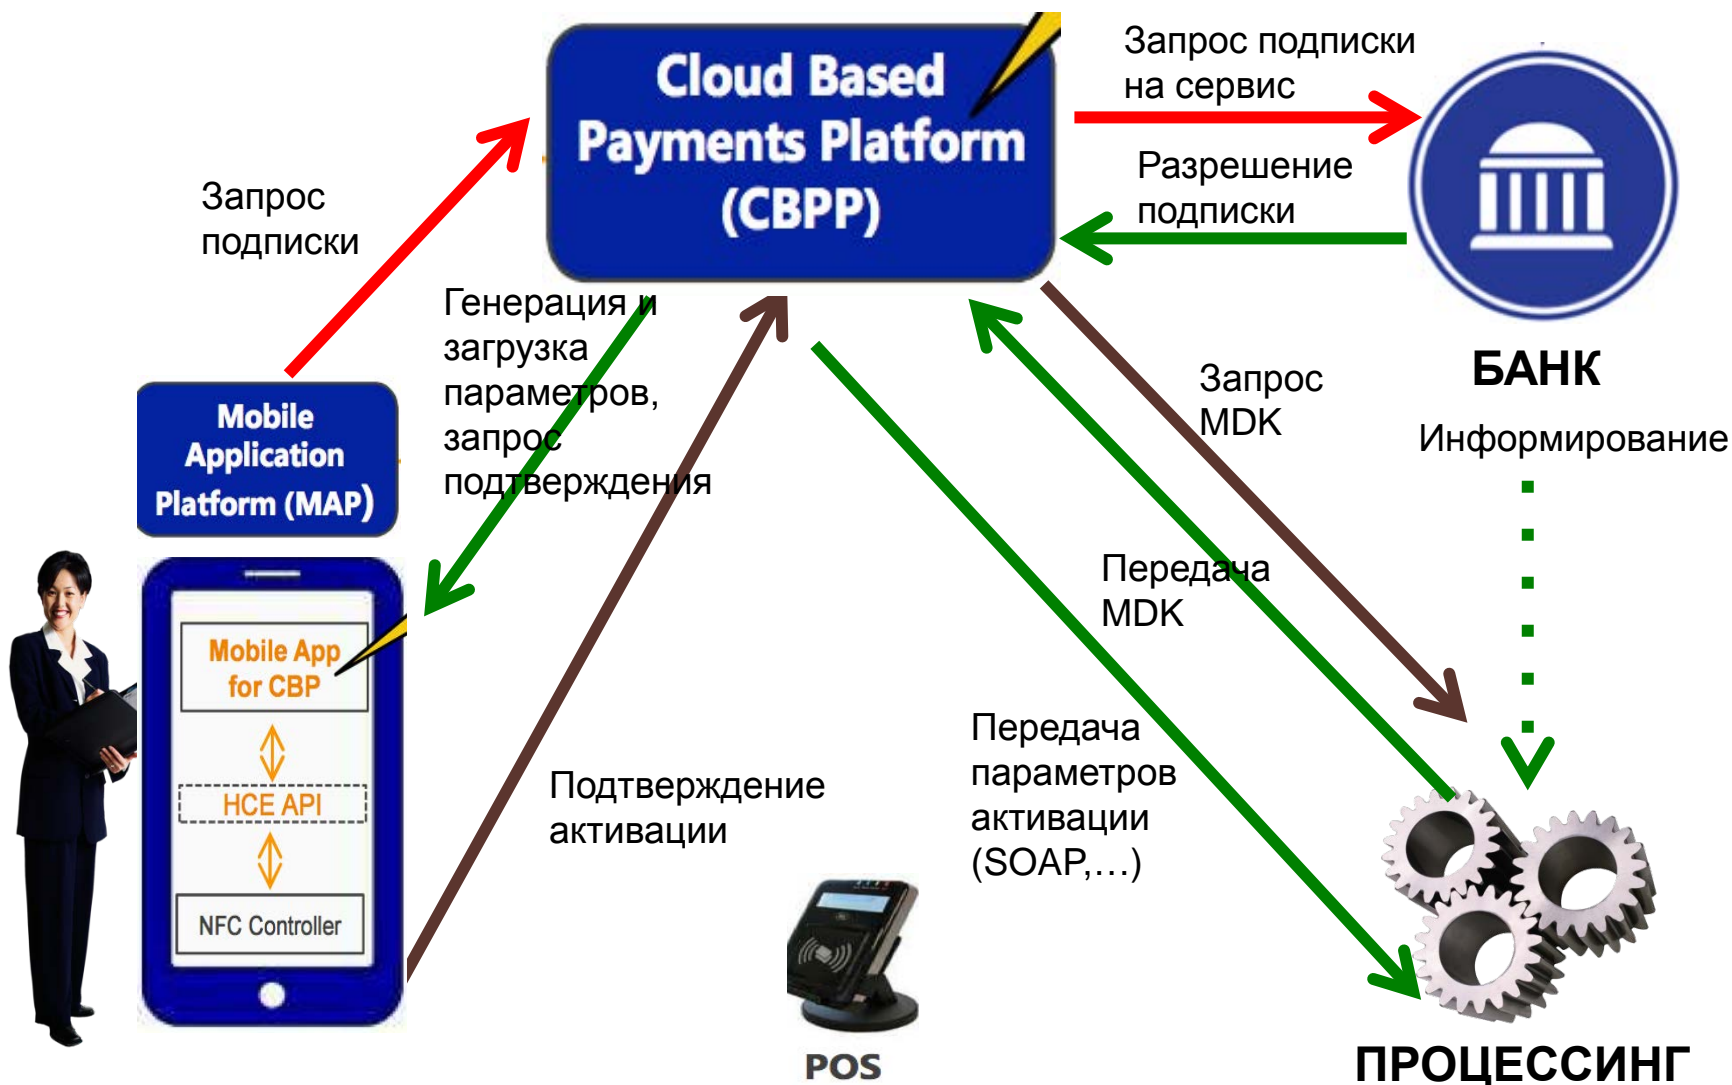 Cloud Based
Payments Platform
(CBPP)
Запрос подписки
на сервис
Разрешение
подписки
Запрос
подписки
Генерация и
загрузка
параметров,
запрос
подтверждения
БАНК
Запрос
MDK
Информирование
Mobile
Application
Platform (MAP)
Передача
MDK
Mobile App
for CBP
HCE API
NFC Controller
Подтверждение
активации
Передача
параметров
активации
(SOAP,...)
POS
ПРОЦЕССИНГ